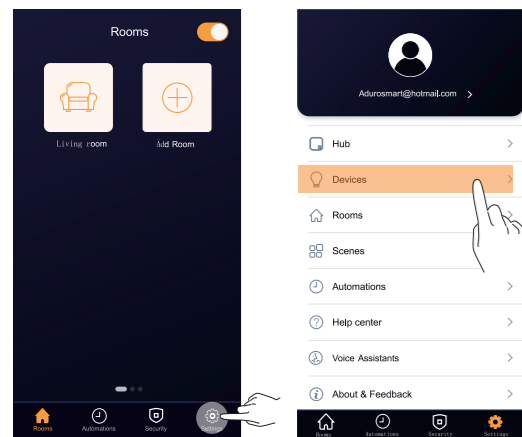 Rooms
Living room
Add Room
Rooms
Automations
Security
Settings
Adurosmart@hotmail.com
Hub
Devices
Rooms
Scenes
Automations
Help center
Voice Assistants
About & Feedback
Rooms
Automations
Security
Settings